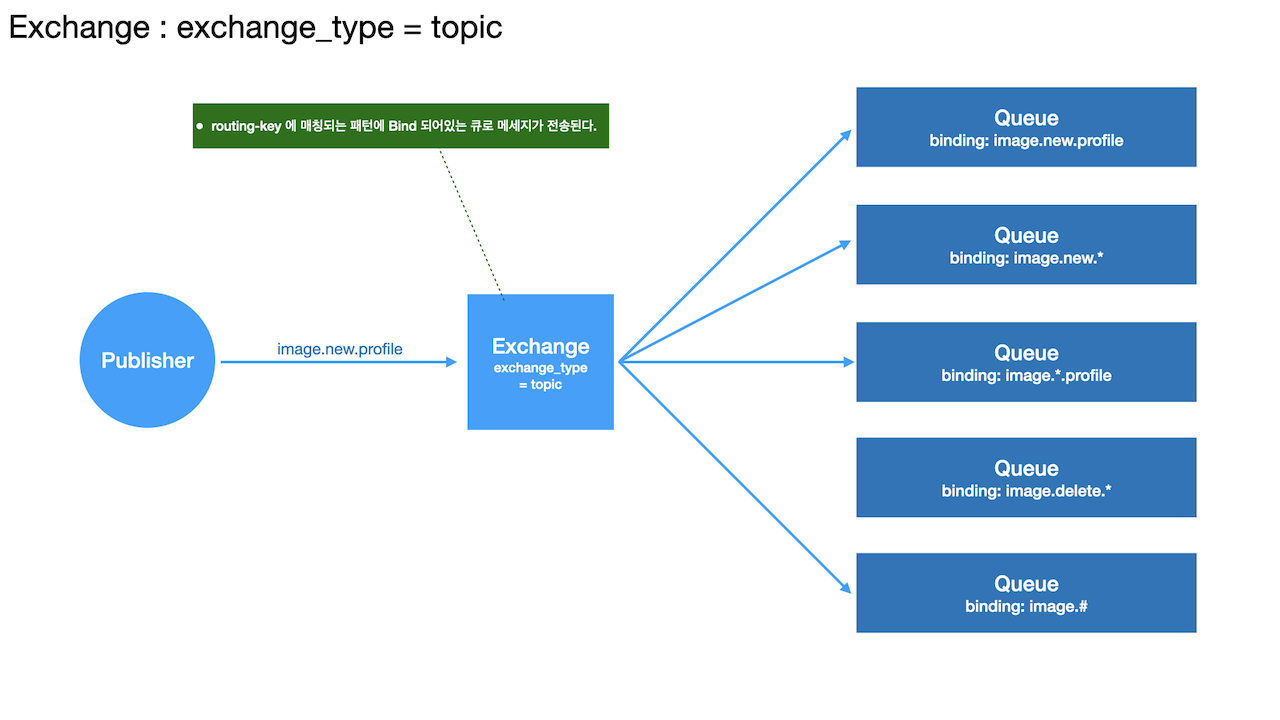 Exchange : exchange_type = topic
• routing-key 에 매칭되는 패턴에 Bind 되어있는 큐로 메세지가 전송된다.
Publisher
image.new.profile
Exchange
exchange_type
= topic
Queue
binding: image.new.profile
Queue
binding: image.new.*
Queue
binding: image.*.profile
Queue
binding: image.delete.*
Queue
binding: image.#